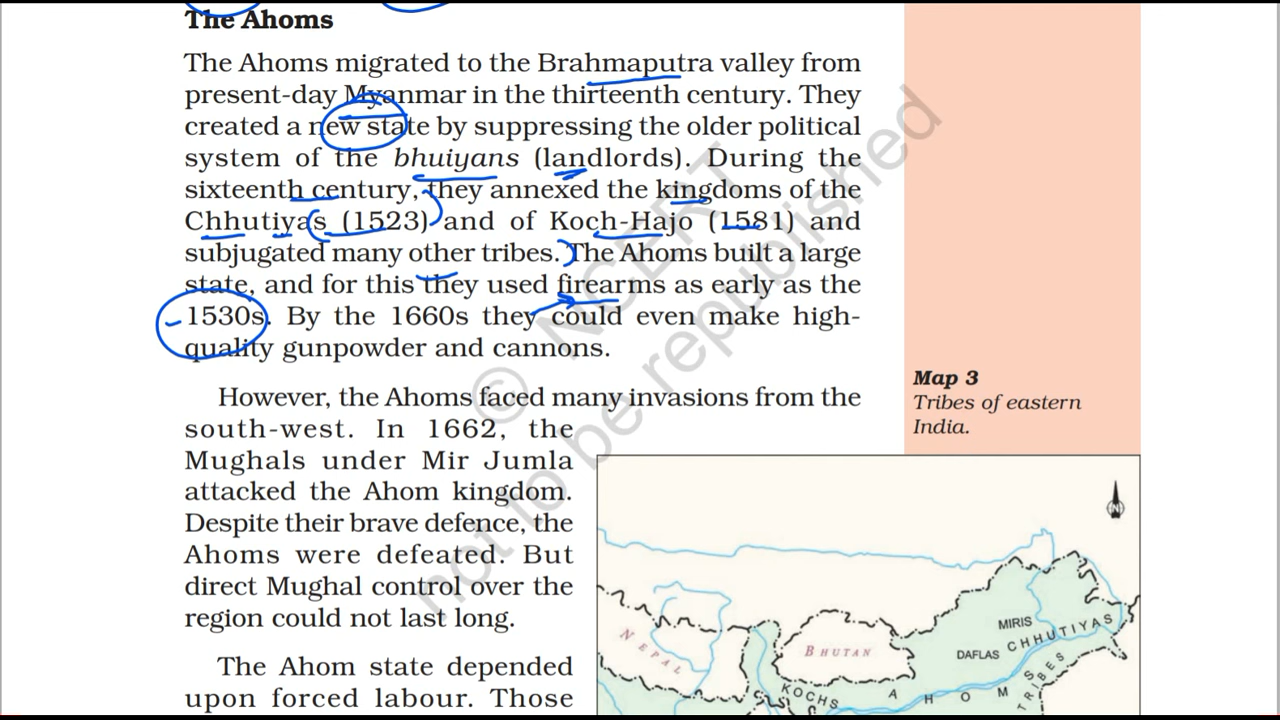 The Ahoms
The Ahoms migrated to the Brahmaputra valley from
present-day Myanmar in the thirteenth century. They
created a new state by suppressing the older political
system of the bhuiyans (landlords). During the
sixteenth century, they annexed the kingdoms of the
Chhutiyas (1523) and of Koch-Hajo (1581) and
subjugated many other tribes. The Ahoms built a large
state, and for this they used firearms as early as the
1530s. By the 1660s they could even make high-
quality gunpowder and cannons.
However, the Ahoms faced many invasions from the
south-west. In 1662, the
Mughals under Mir Jumla
attacked the Ahom kingdom.
Despite their brave defence, the
Ahoms were defeated. But
direct Mughal control over the
region could not last long.
The Ahom state depended
upon forced labour. Those
Map 3
Tribes of eastern
India.
N
NEPAL
BHUTAN
MIRIS
CHHUTIYAS
DAFLAS
KOCHS
AHOMS
TRIBES
© NCERT
not to be republished